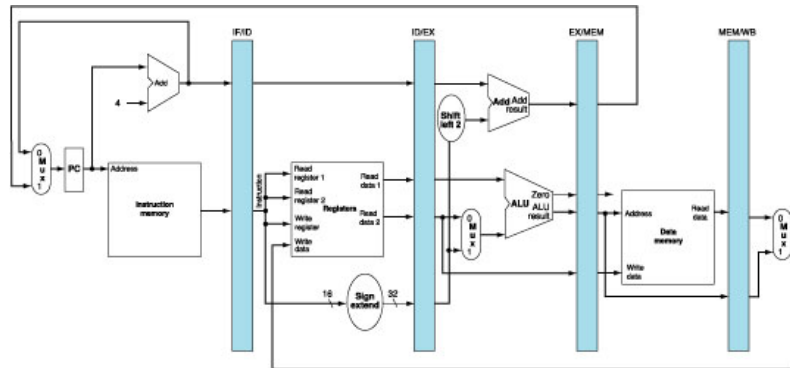 IF/ID
ID/EX
EX/MEM
MEM/WB
Add
4
Shift
left 2
Add Add
result
0
M
u
x
1
PC
Address
Instruction
memory
Instruction
Read
register 1
Read
register 2
Write
register
Write
data
Registers
Read
data 1
Read
data 2
16
Sign
extend
32
0
M
u
x
1
ALU
Zero
ALU
result
Address
Write
data
Data
memory
Read
data
0
M
u
x
1